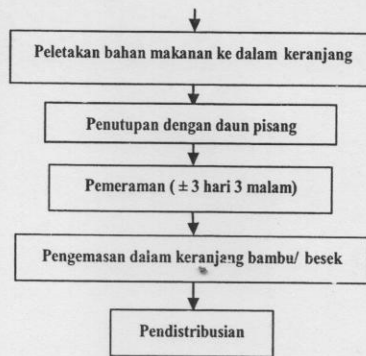 Peletakan bahan makanan ke dalam keranjang
Penutupan dengan daun pisang
Pemeraman ( ± 3 hari 3 malam)
Pengemasan dalam keranjang bambu/ besek
Pendistribusian